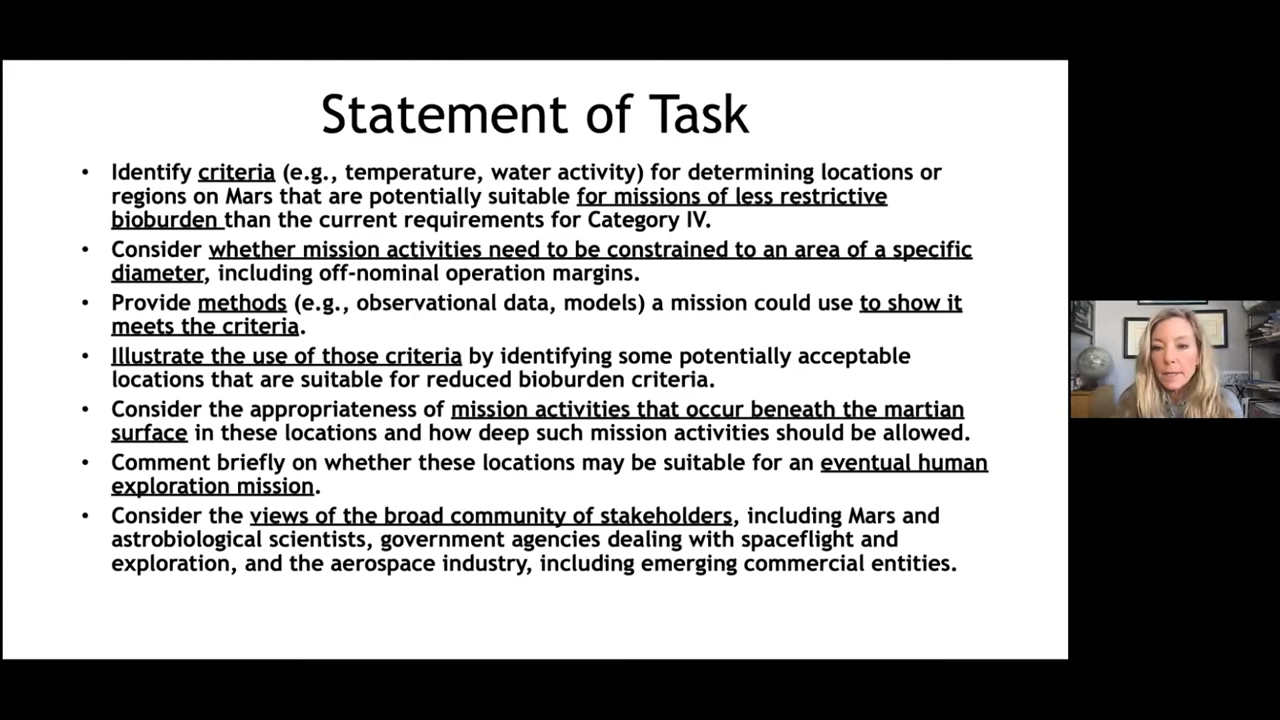 Statement of Task
• Identify criteria (e.g., temperature, water activity) for determining locations or
regions on Mars that are potentially suitable for missions of less restrictive
bioburden than the current requirements for Category IV.
• Consider whether mission activities need to be constrained to an area of a specific
diameter, including off-nominal operation margins.
• Provide methods (e.g., observational data, models) a mission could use to show it
meets the criteria.
• Illustrate the use of those criteria by identifying some potentially acceptable
locations that are suitable for reduced bioburden criteria.
• Consider the appropriateness of mission activities that occur beneath the martian
surface in these locations and how deep such mission activities should be allowed.
• Comment briefly on whether these locations may be suitable for an eventual human
exploration mission.
• Consider the views of the broad community of stakeholders, including Mars and
astrobiological scientists, government agencies dealing with spaceflight and
exploration, and the aerospace industry, including emerging commercial entities.